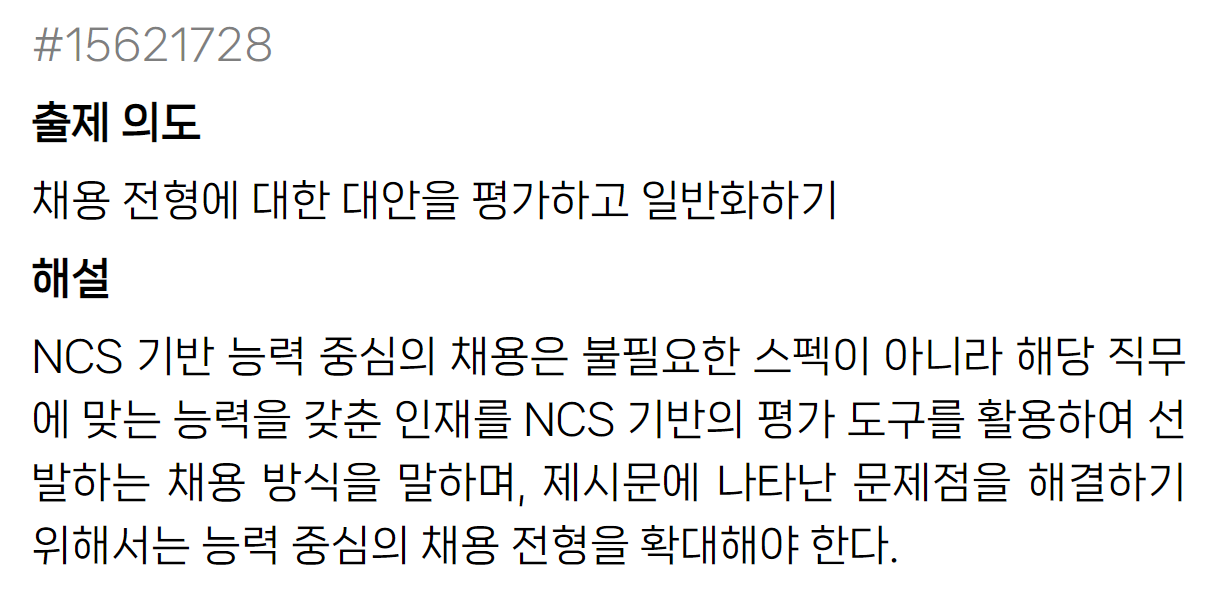 #15621728
출제 의도
채용 전형에 대한 대안을 평가하고 일반화하기
해설
NCS 기반 능력 중심의 채용은 불필요한 스펙이 아니라 해당 직무
에 맞는 능력을 갖춘 인재를 NCS 기반의 평가 도구를 활용하여 선
발하는 채용 방식을 말하며, 제시문에 나타난 문제점을 해결하기
위해서는 능력 중심의 채용 전형을 확대해야 한다.